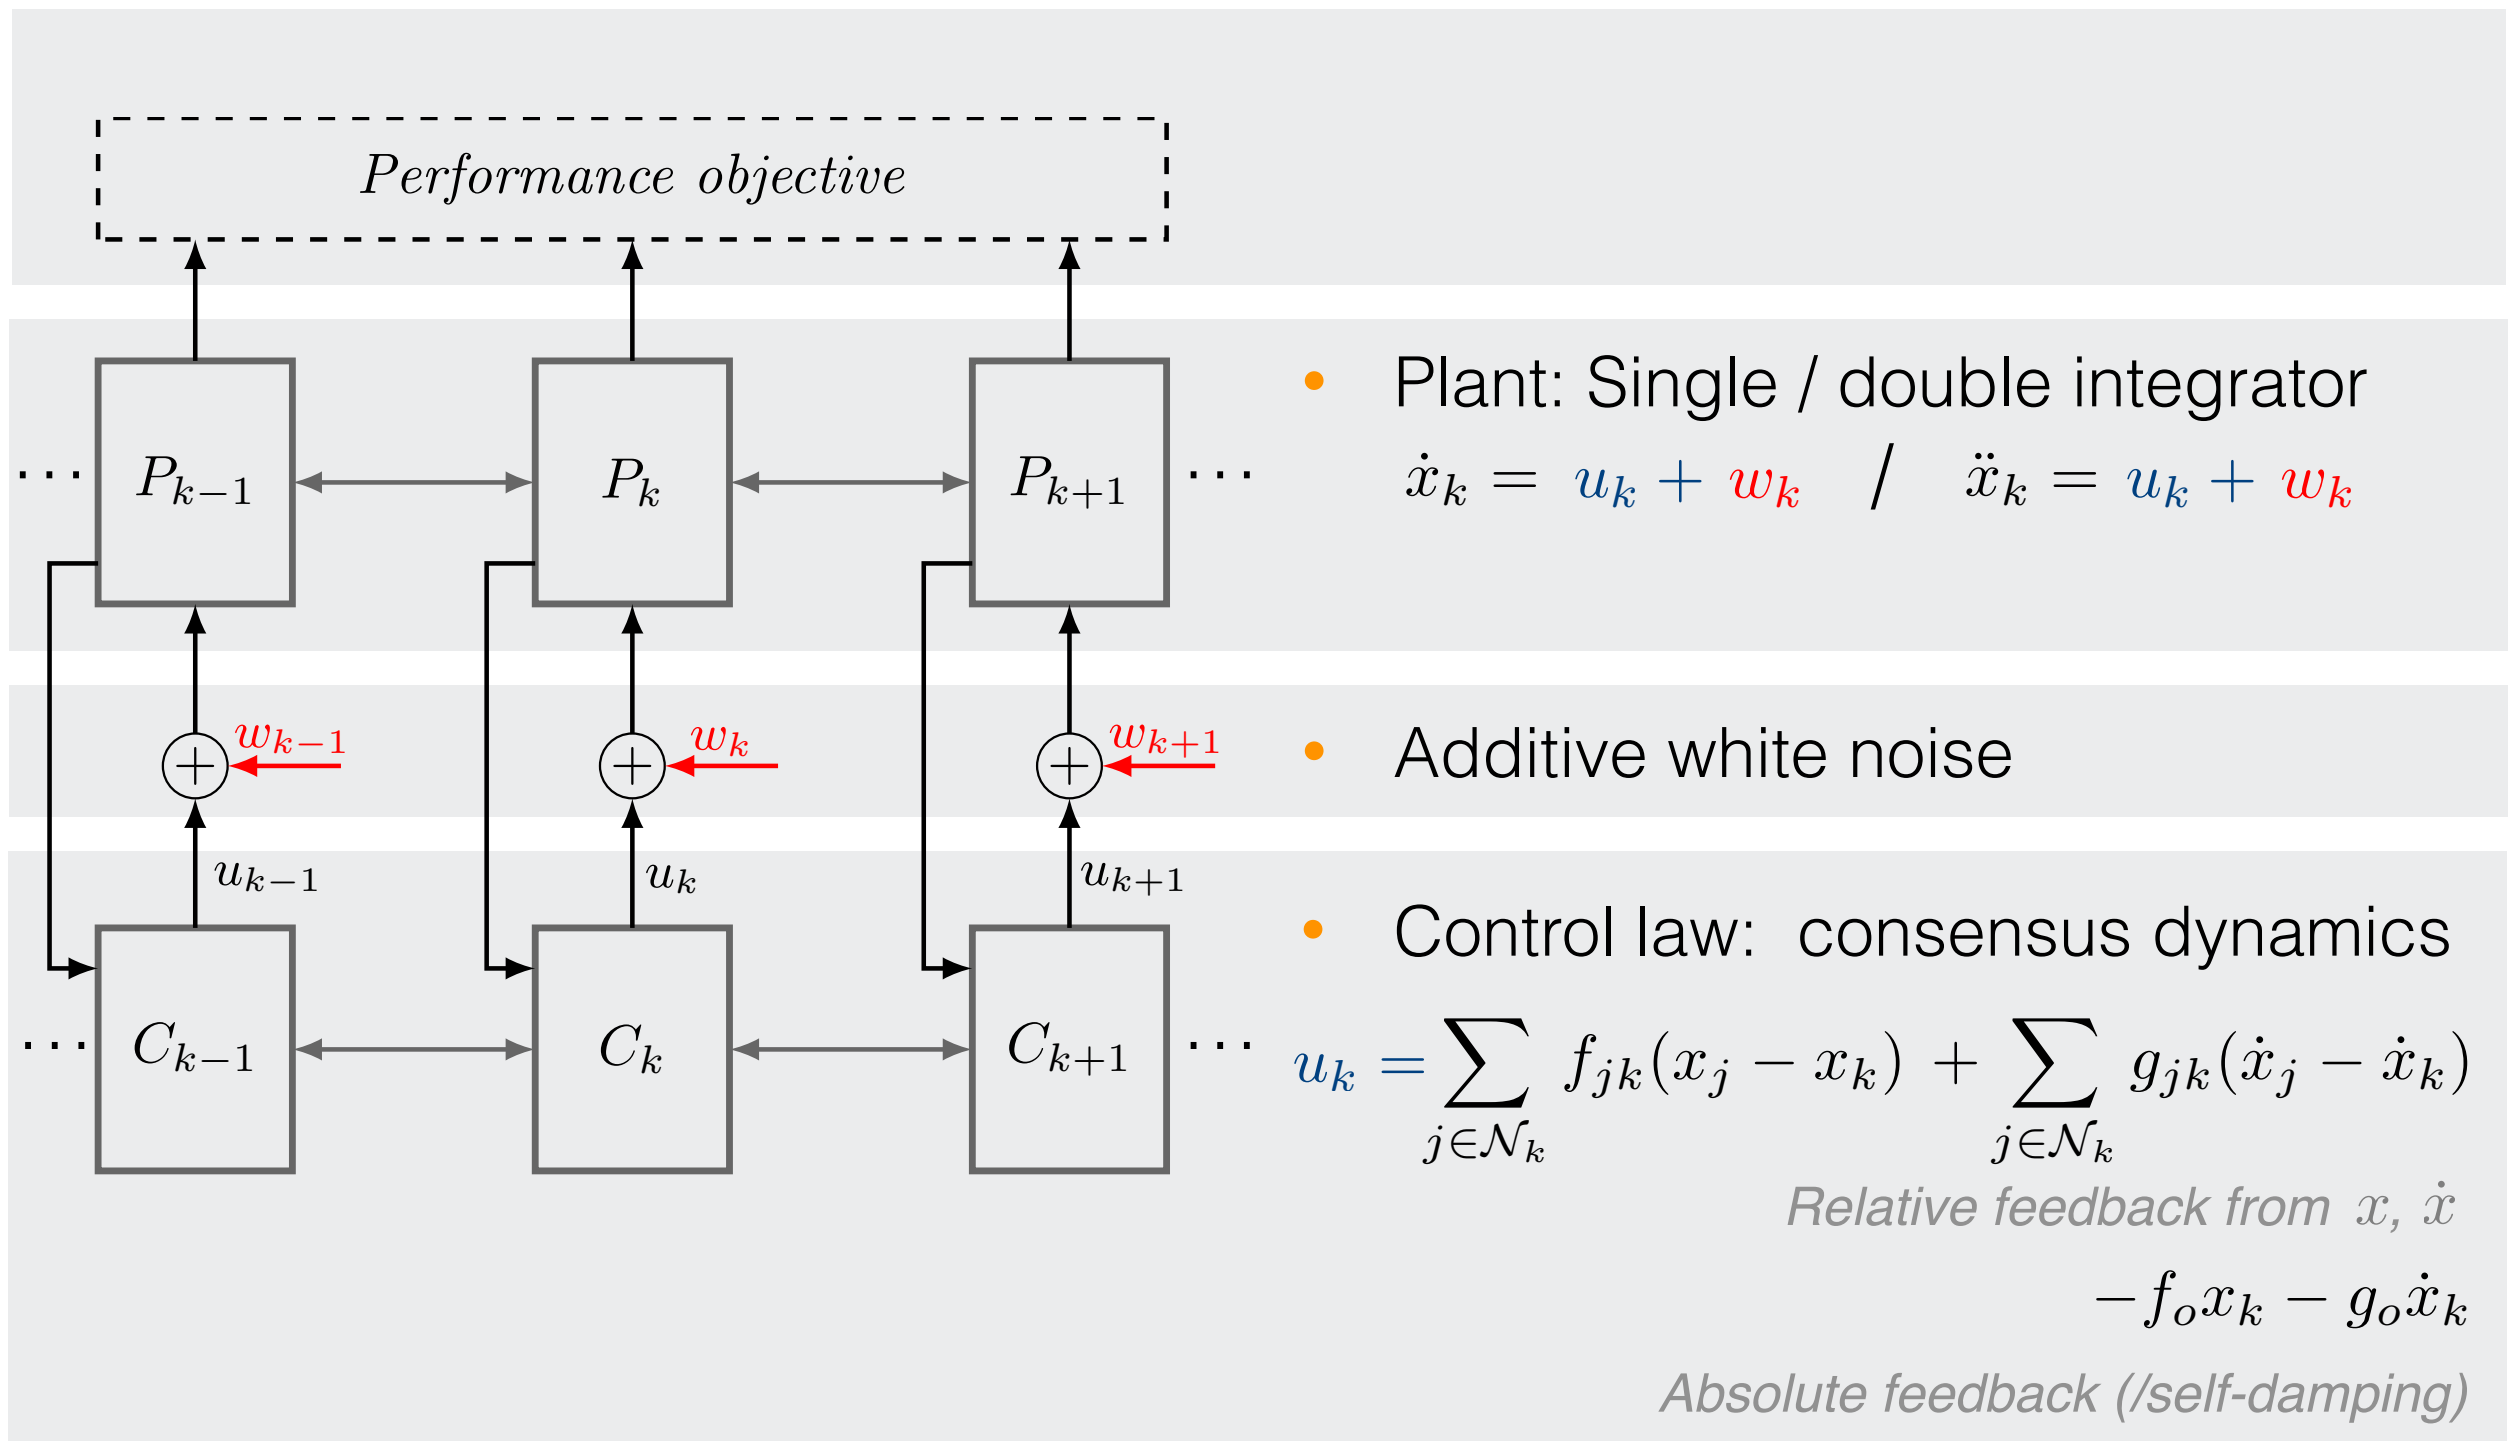 Performance objective
⋯ P_{k−1} P_k P_{k+1} ⋯
• Plant: Single / double integrator
ẋ_k = u_k + w_k / ẍ_k = u_k + w_k
+ w_{k−1} + w_k + w_{k+1}
• Additive white noise
u_{k−1} u_k u_{k+1}
⋯ C_{k−1} C_k C_{k+1} ⋯
• Control law: consensus dynamics
u_k = ∑_{j∈𝒩_k} f_{jk}(x_j − x_k) + ∑_{j∈𝒩_k} g_{jk}(ẋ_j − ẋ_k)
Relative feedback from x, ẋ
−f_o x_k − g_o ẋ_k
Absolute feedback (/self-damping)